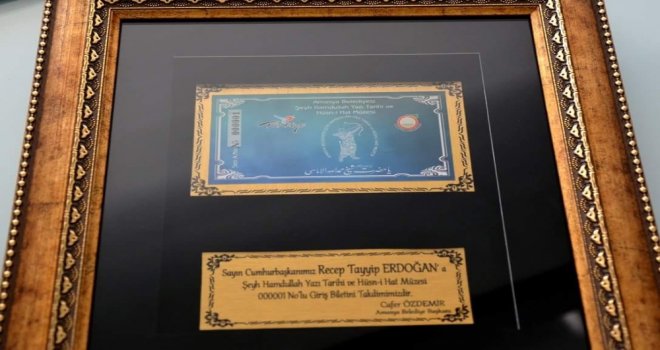 Amasya Belediyesi
Şeyh Hamdullah Yazı Tarihi ve
Hüsn-i Hat Müzesi
000001
Sayın Cumhurbaşkanımız Recep Tayyip ERDOĞAN' a
Şeyh Hamdullah Yazı Tarihi ve Hüsn-i Hat Müzesi
000001 No'lu Giriş Biletini Takdimimizdir.
Cafer ÖZDEMİR
Amasya Belediye Başkanı